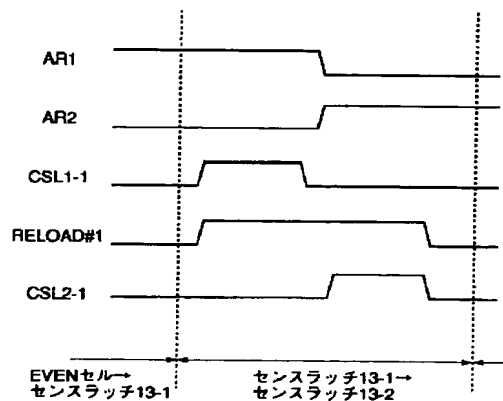 AR1
AR2
CSL1-1
RELOAD#1
CSL2-1
EVENセル→
センスラッチ13-1
センスラッチ13-1→
センスラッチ13-2